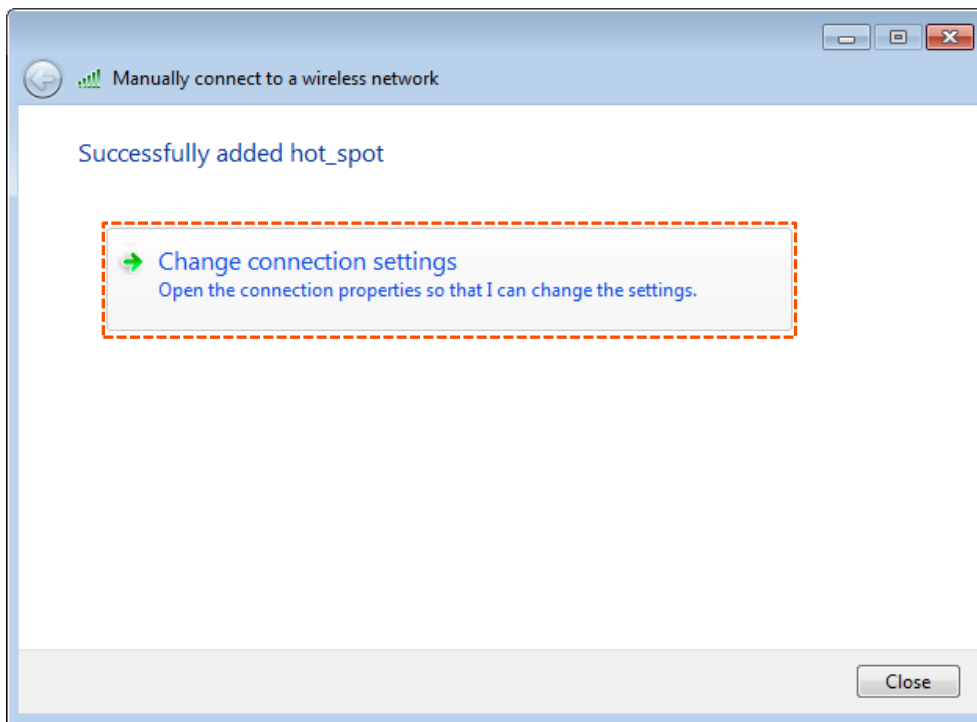 Manually connect to a wireless network
Successfully added hot_spot
Change connection settings
Open the connection properties so that I can change the settings.
Close